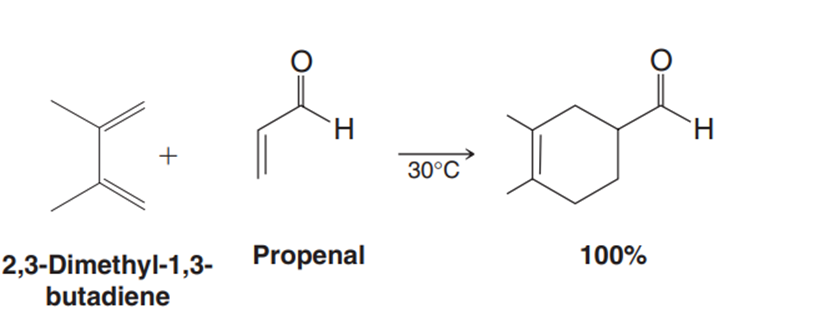 O
H
+
30°C
O
H
2,3-Dimethyl-1,3-
butadiene
Propenal
100%